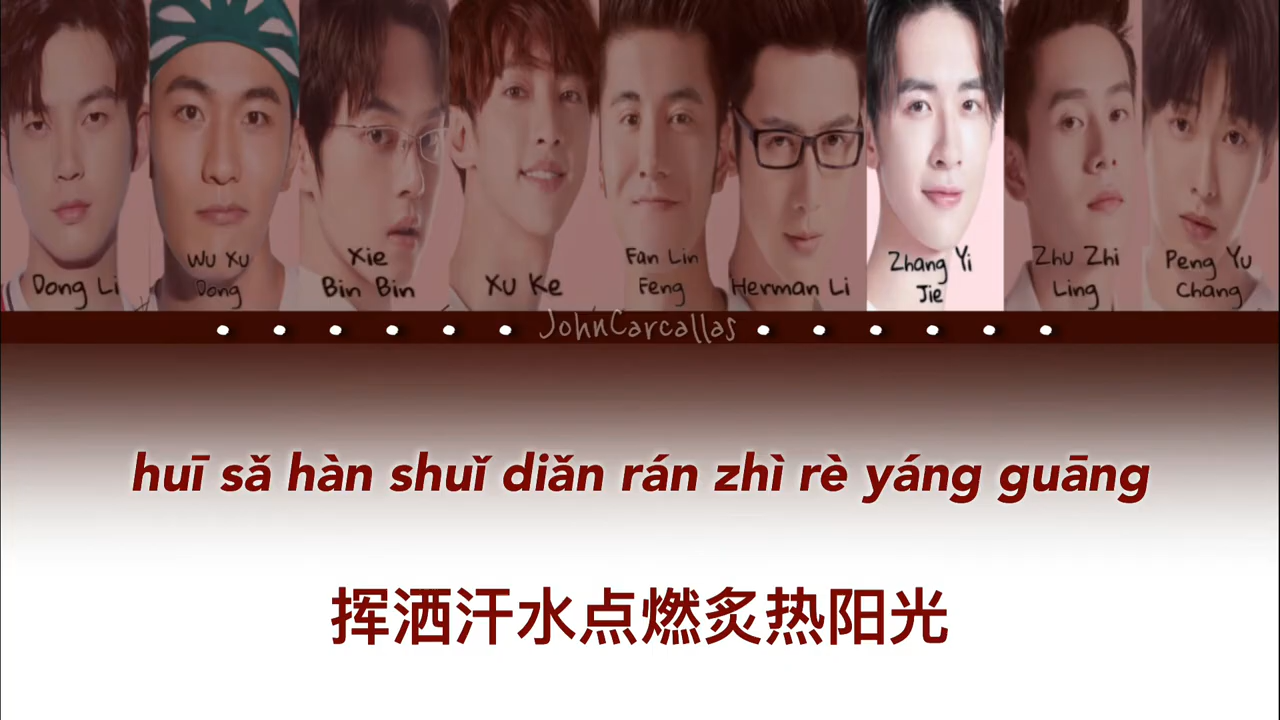 Dong Li
Wu Xu
Dong
Xie
Bin Bin
Xu Ke
Fan Lin
Feng
Herman Li
Zhang Yi
Jie
Zhu Zhi
Ling
Peng Yu
Chang
JohnCarcallas
huī sǎ hàn shuǐ diǎn rán zhì rè yáng guāng
挥洒汗水点燃炙热阳光